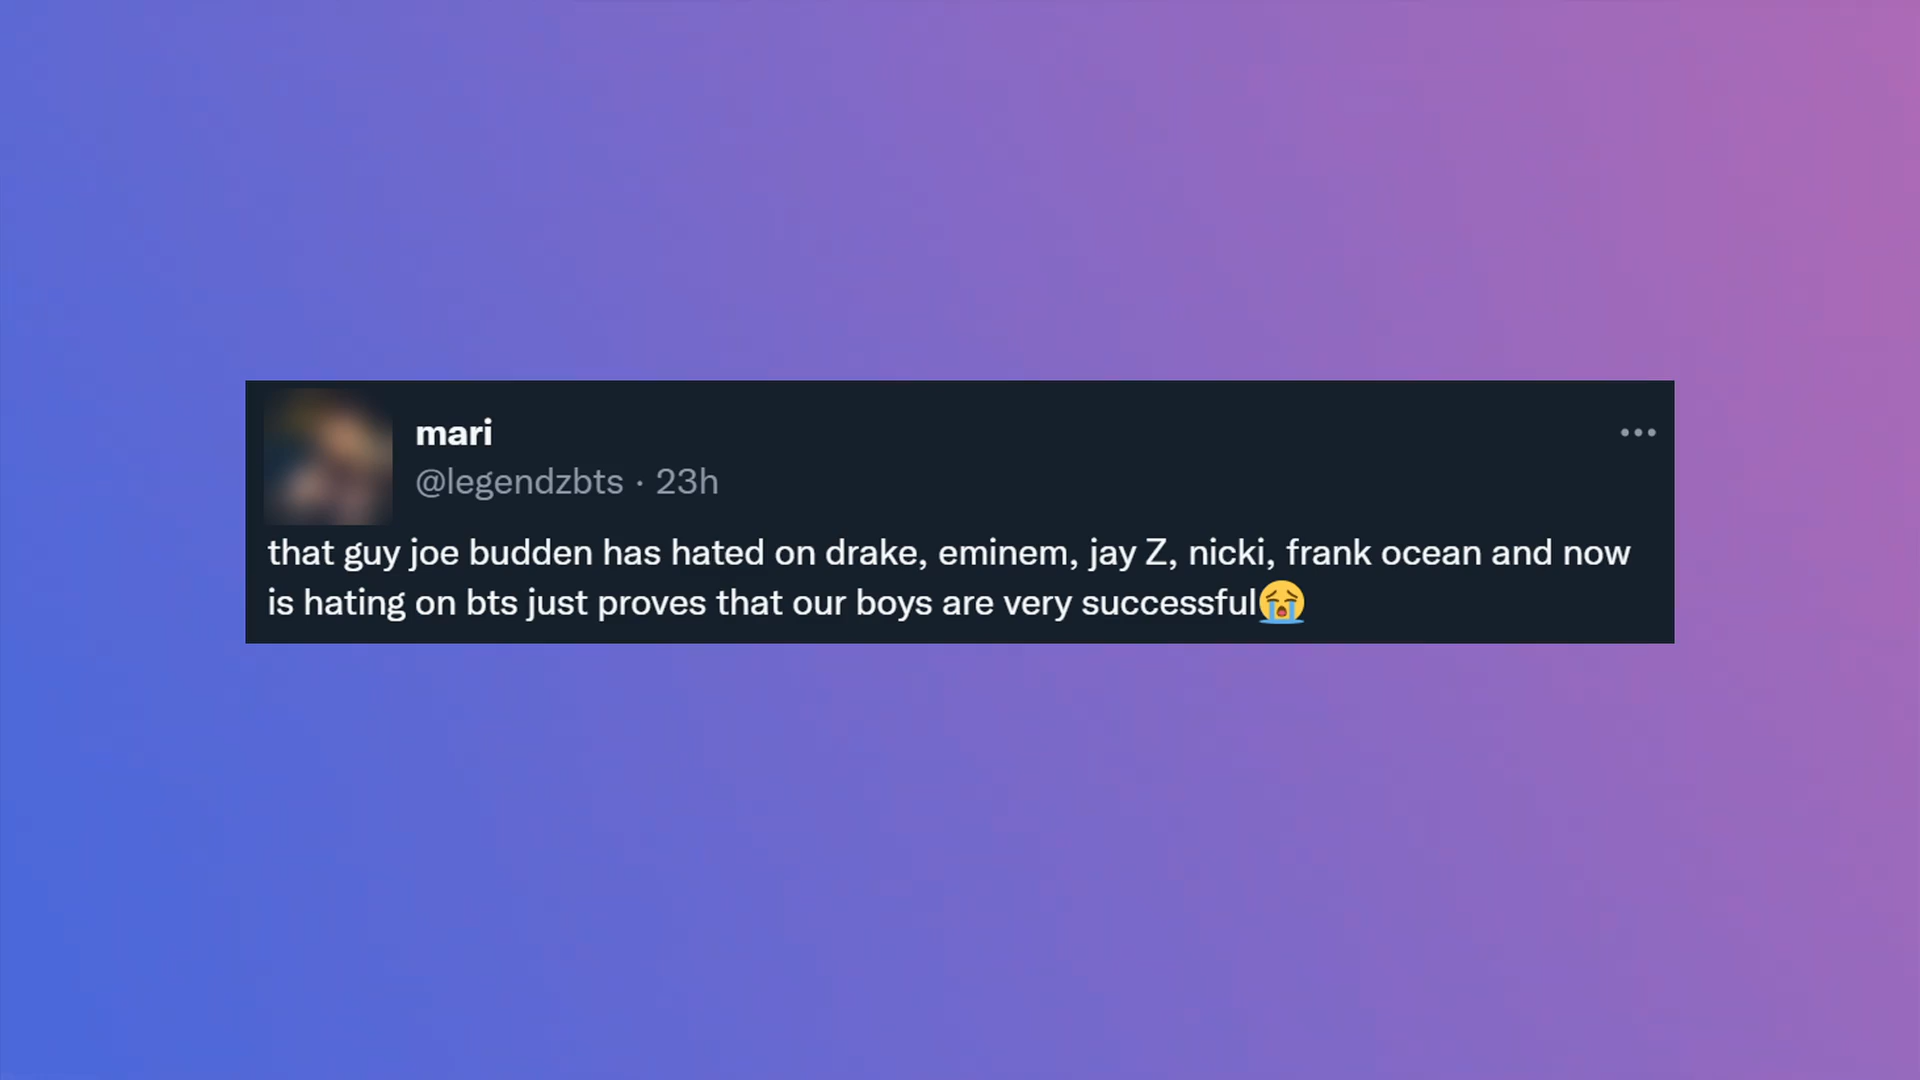 mari
@legendzbts · 23h
that guy joe budden has hated on drake, eminem, jay Z, nicki, frank ocean and now
is hating on bts just proves that our boys are very successful😭